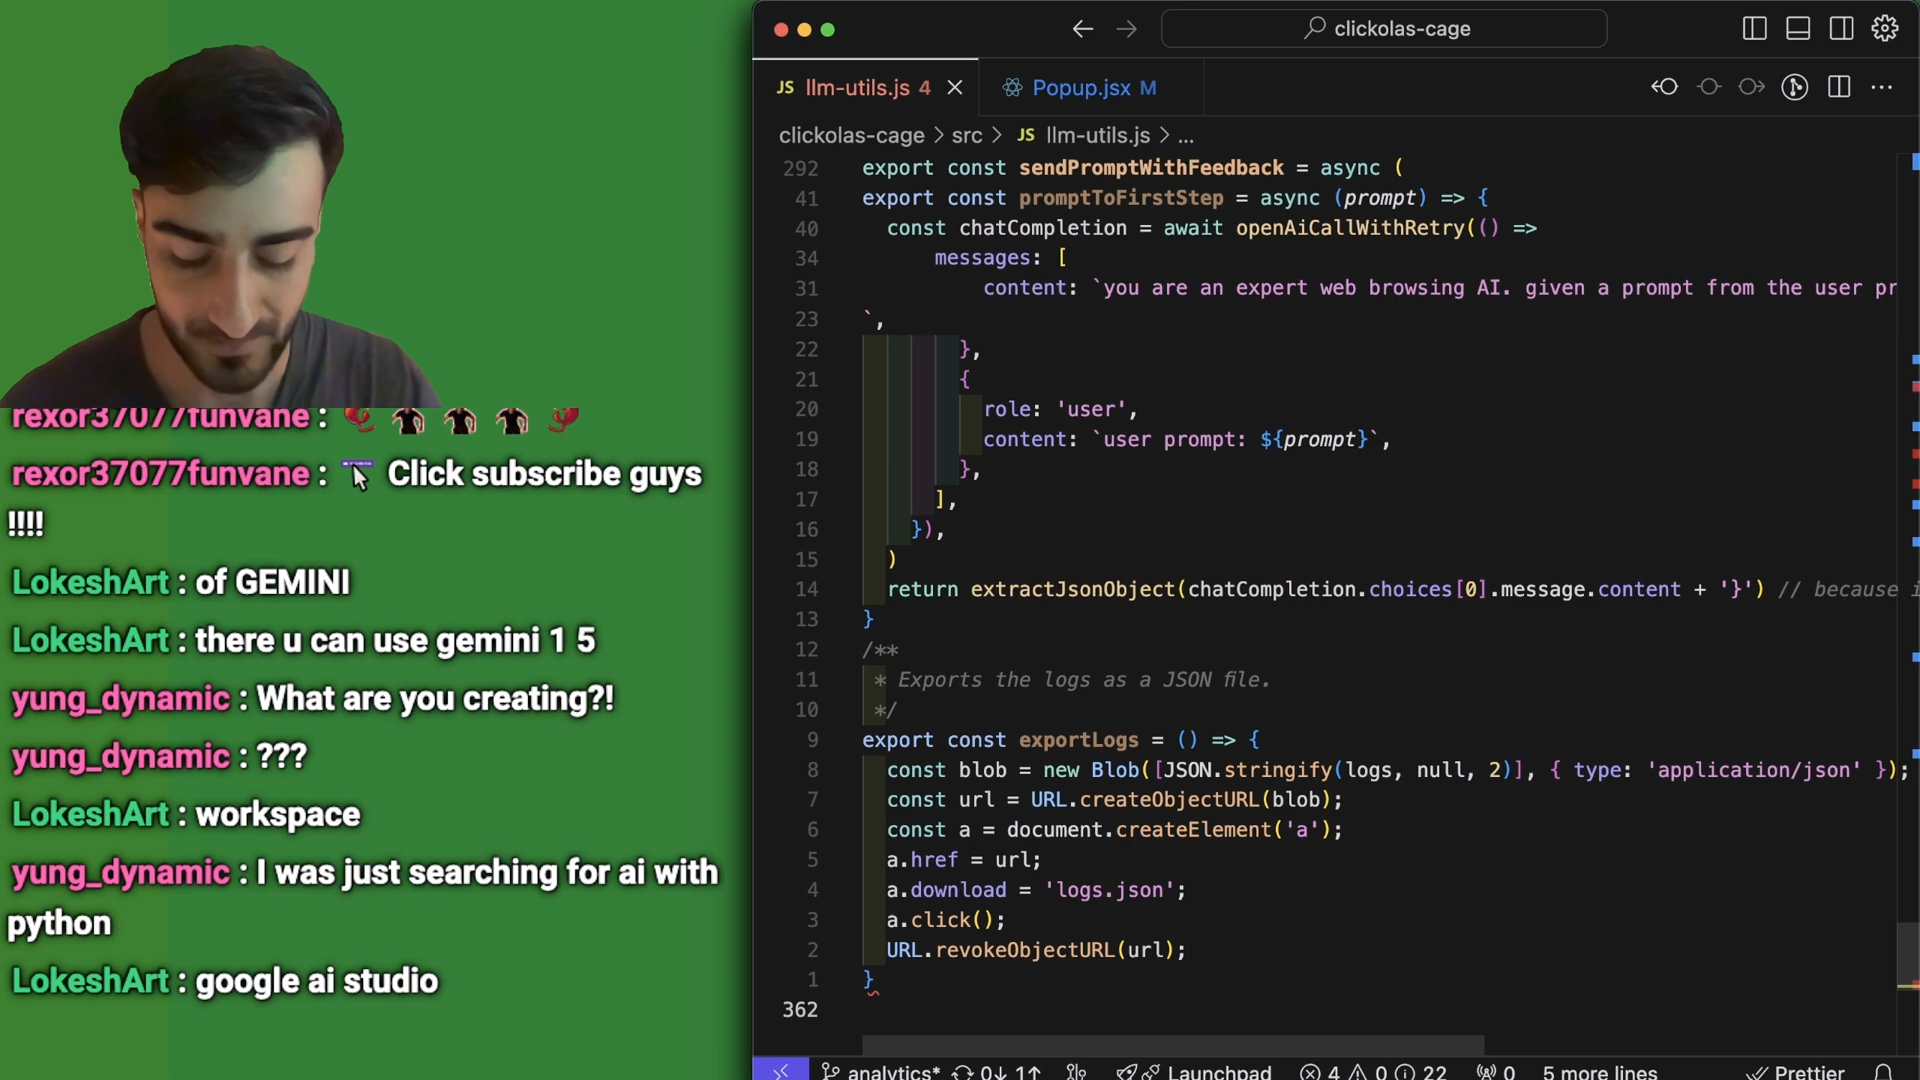 rexor37077funvane :
rexor37077funvane : Click subscribe guys
!!!!
LokeshArt : of GEMINI
LokeshArt : there u can use gemini 1 5
yung_dynamic : What are you creating?!
yung_dynamic : ???
LokeshArt : workspace
yung_dynamic : I was just searching for ai with
python
LokeshArt : google ai studio
clickolas-cage
JS llm-utils.js 4
Popup.jsx M
clickolas-cage > src > JS llm-utils.js > ...
292 export const sendPromptWithFeedback = async (
41 export const promptToFirstStep = async (prompt) => {
40 const chatCompletion = await openAiCallWithRetry(() =>
34 messages: [
31 content: `you are an expert web browsing AI. given a prompt from the user pr
23 `,
22 },
21 {
20 role: 'user',
19 content: `user prompt: ${prompt}`,
18 },
17 ],
16 }),
15 )
14 return extractJsonObject(chatCompletion.choices[0].message.content + '}') // because i
13 }
12 /**
11 * Exports the logs as a JSON file.
10 */
9 export const exportLogs = () => {
8 const blob = new Blob([JSON.stringify(logs, null, 2)], { type: 'application/json' });
7 const url = URL.createObjectURL(blob);
6 const a = document.createElement('a');
5 a.href = url;
4 a.download = 'logs.json';
3 a.click();
2 URL.revokeObjectURL(url);
1 }
362
analytics* 0↓ 1↑ Launchpad 4 0 22 0 5 more lines Prettier